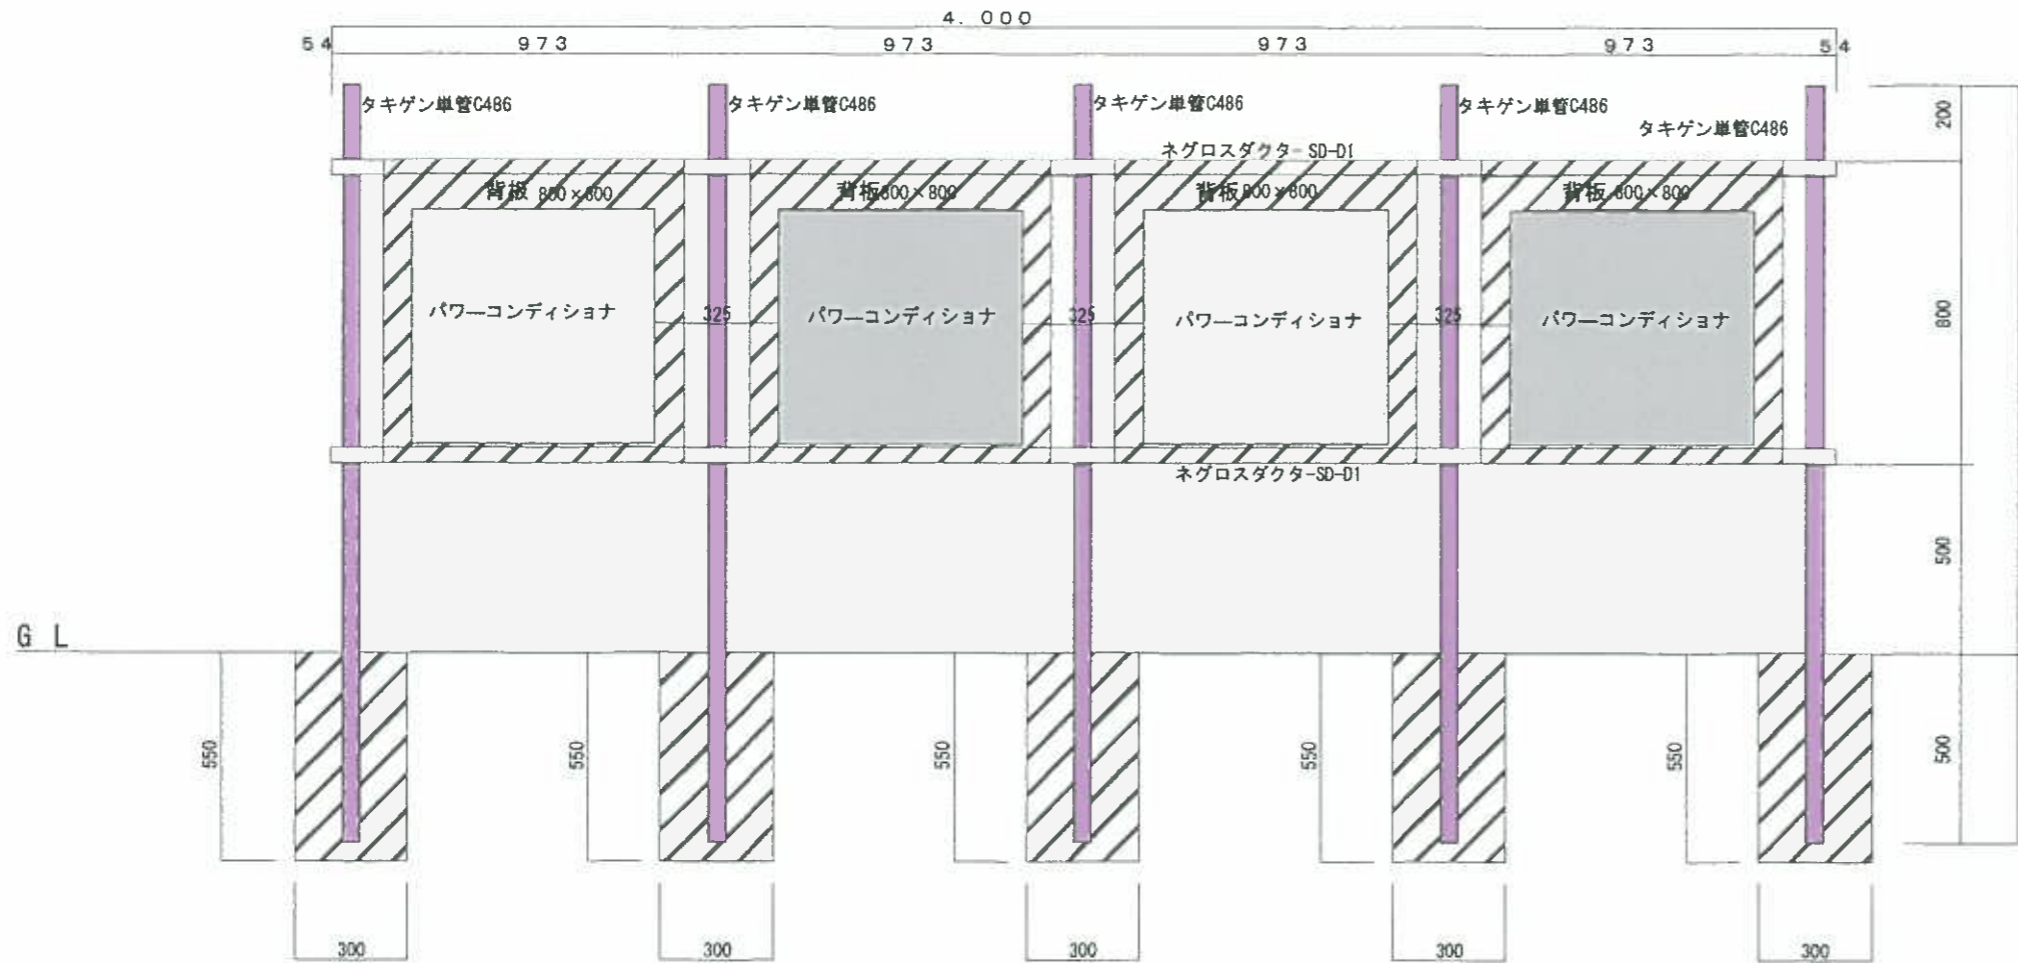 4.000
54 973 973 973 973 54
タキゲン単管C486 タキゲン単管C486 タキゲン単管C486 タキゲン単管C486
タキゲン単管C486
200
ネグロスダクタ-SD-D1
背板 800×800 背板800×800 背板800×800 背板 800×800
パワーコンディショナ 325 パワーコンディショナ 325 パワーコンディショナ 325 パワーコンディショナ
800
ネグロスダクタ-SD-D1
500
GL
550 550 550 550 550 500
300 300 300 300 300